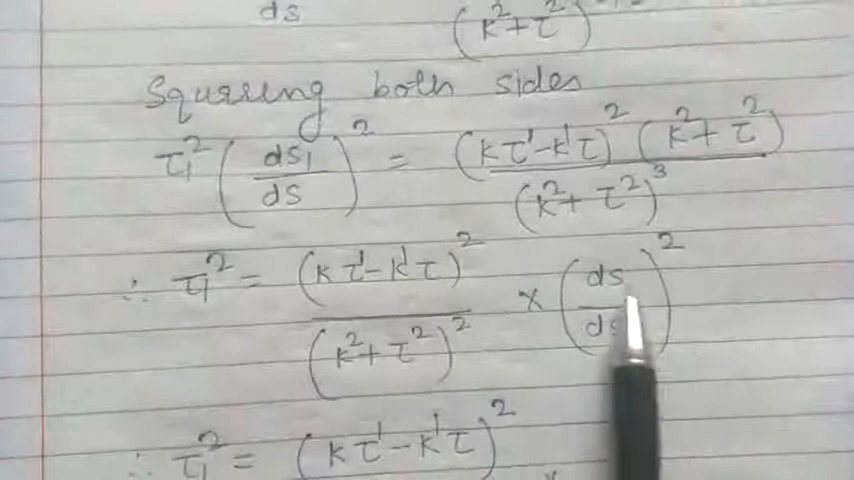 ds (k²+τ²)
Squaring both sides
τ₁² (ds₁/ds)² = (kτ'-k'τ)² (k²+τ²) / (k²+τ²)³
∴ τ₁² = (kτ'-k'τ)² / (k²+τ²)² × (ds/ds)²
∴ τ₁² = (kτ'-k'τ)²